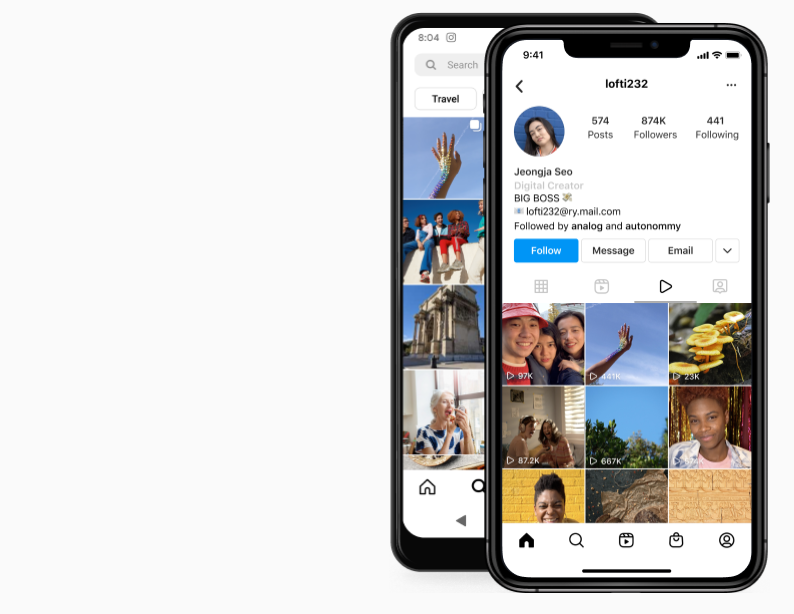 8:04
Search
Travel
9:41
lofti232
574 874K 441
Posts Followers Following
Jeongja Seo
Digital Creator
BIG BOSS 💸
📧 lofti232@ry.mail.com
Followed by analog and autonommy
Follow Message Email
97K 441K 23K
87.2K 667K